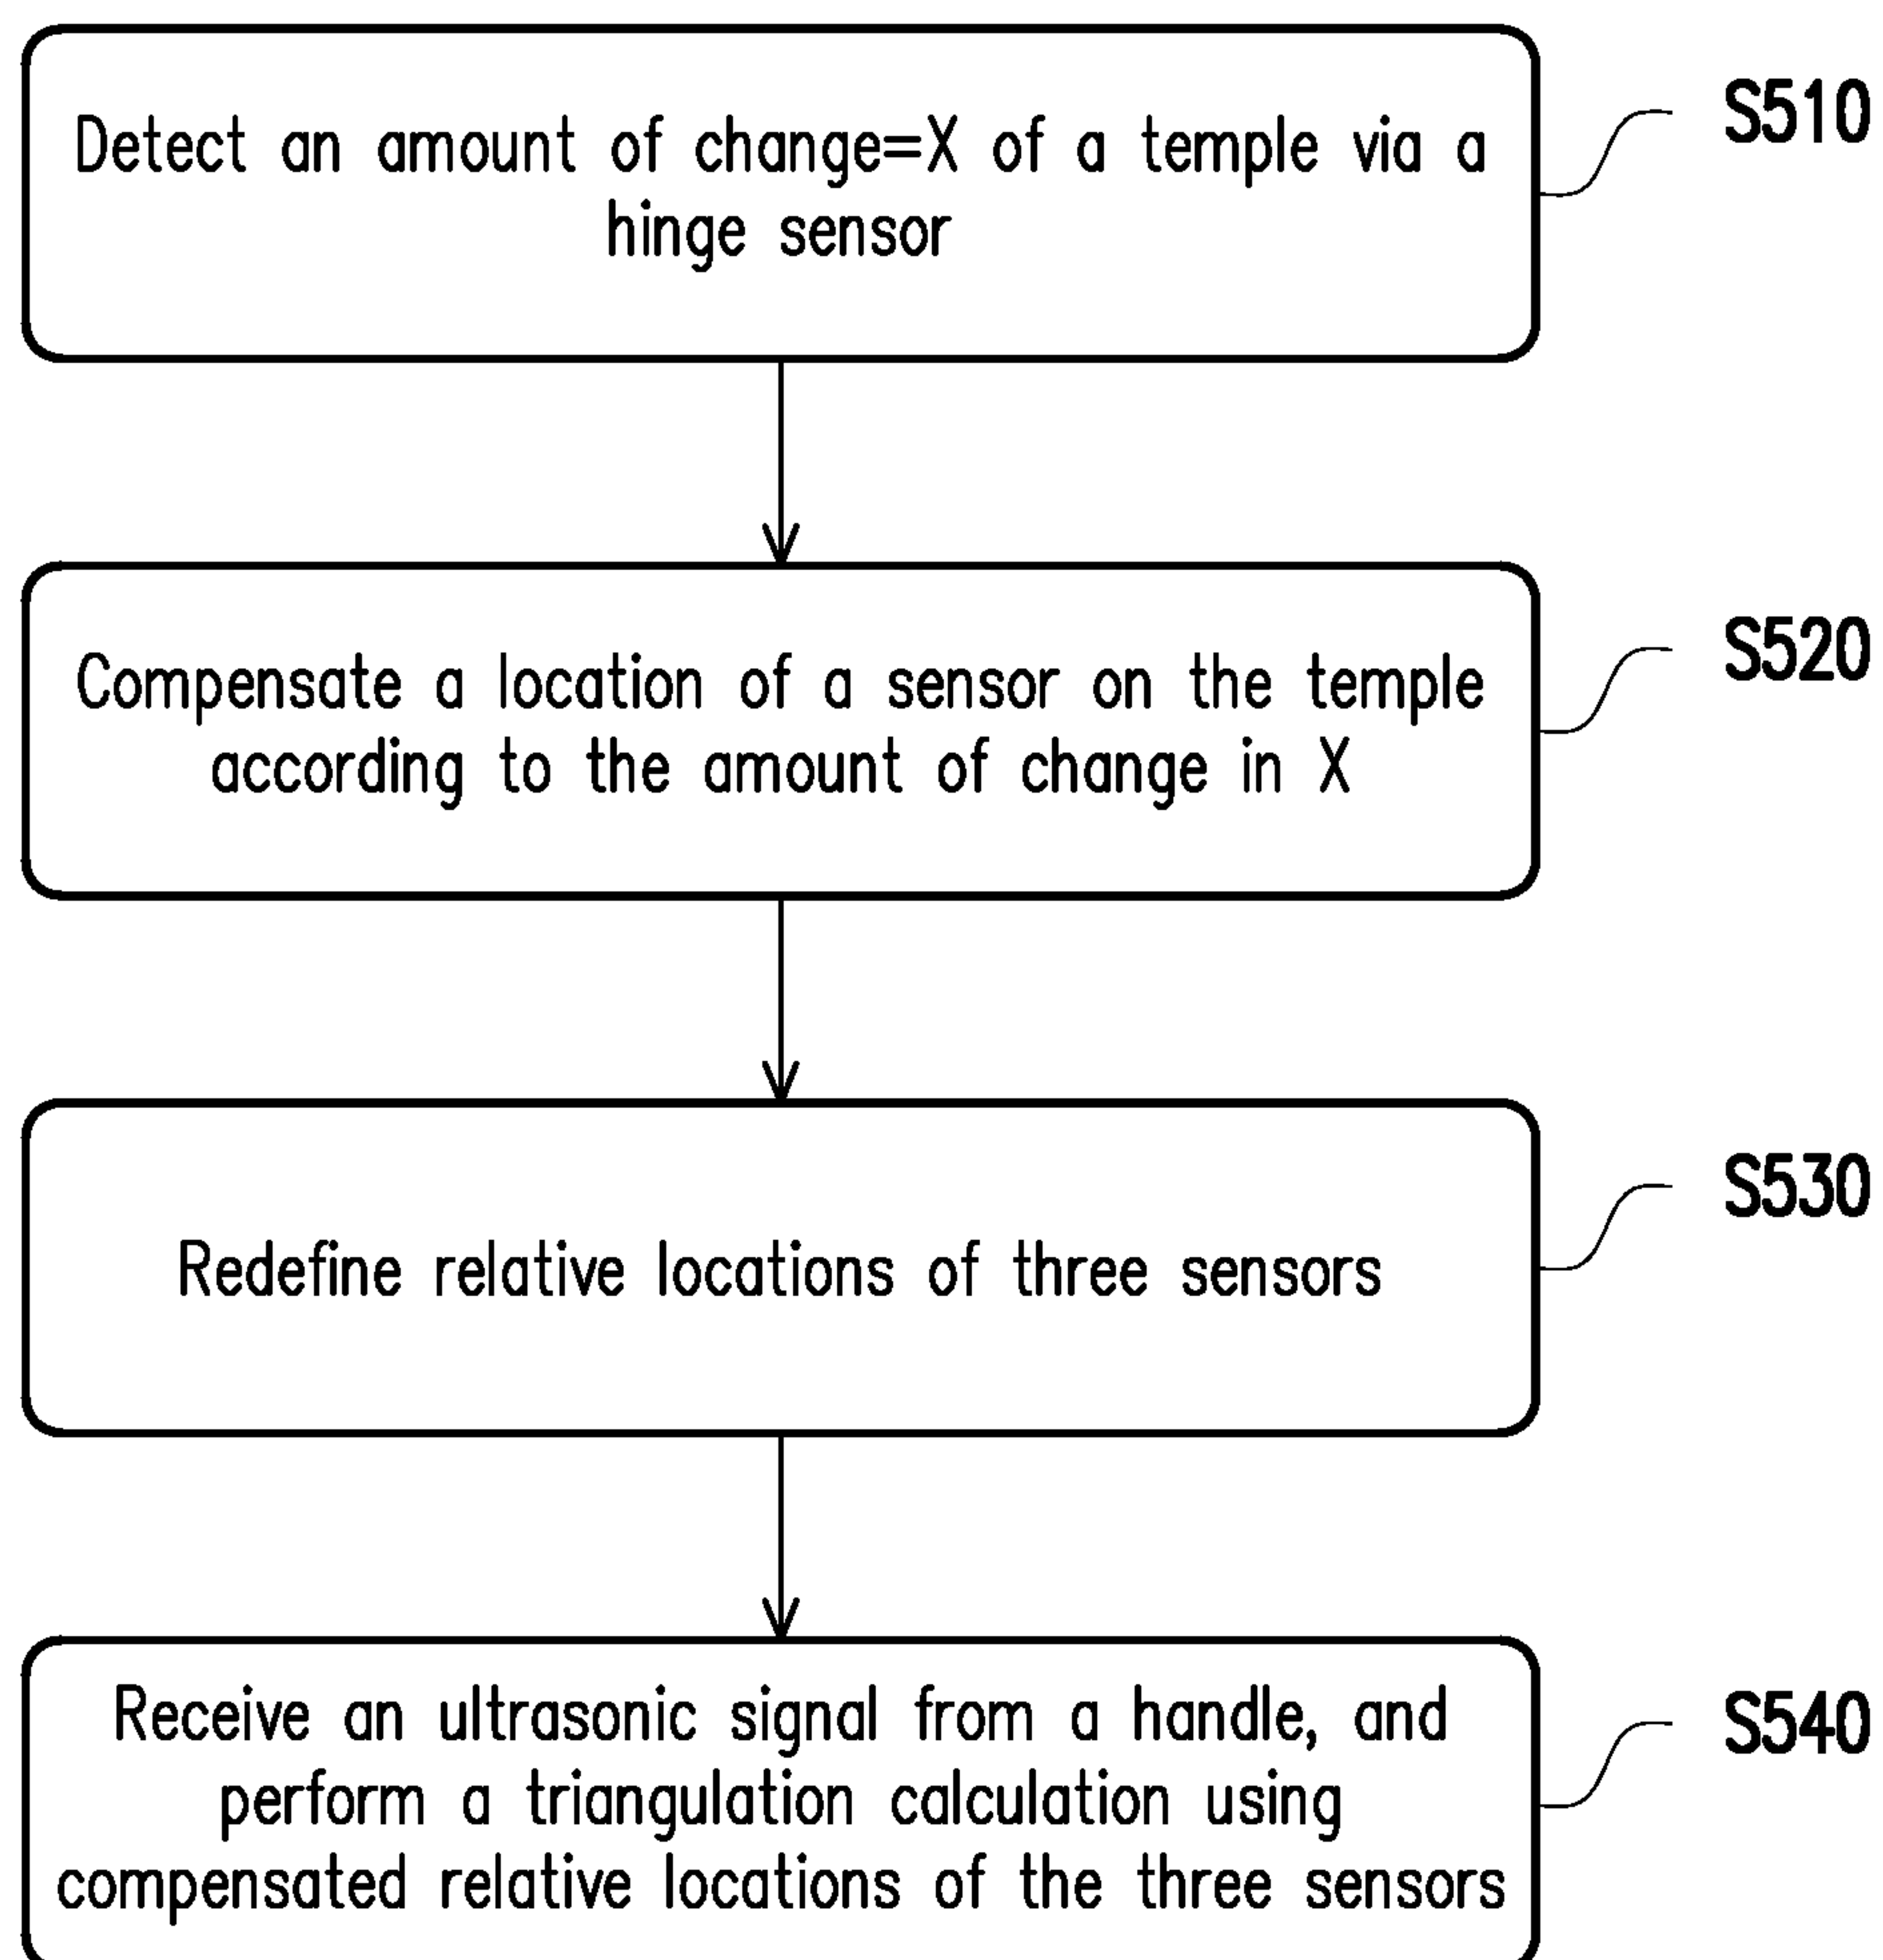 Detect an amount of change=X of a temple via a
hinge sensor
S510
Compensate a location of a sensor on the temple
according to the amount of change in X
S520
Redefine relative locations of three sensors
S530
Receive an ultrasonic signal from a handle, and
perform a triangulation calculation using
compensated relative locations of the three sensors
S540